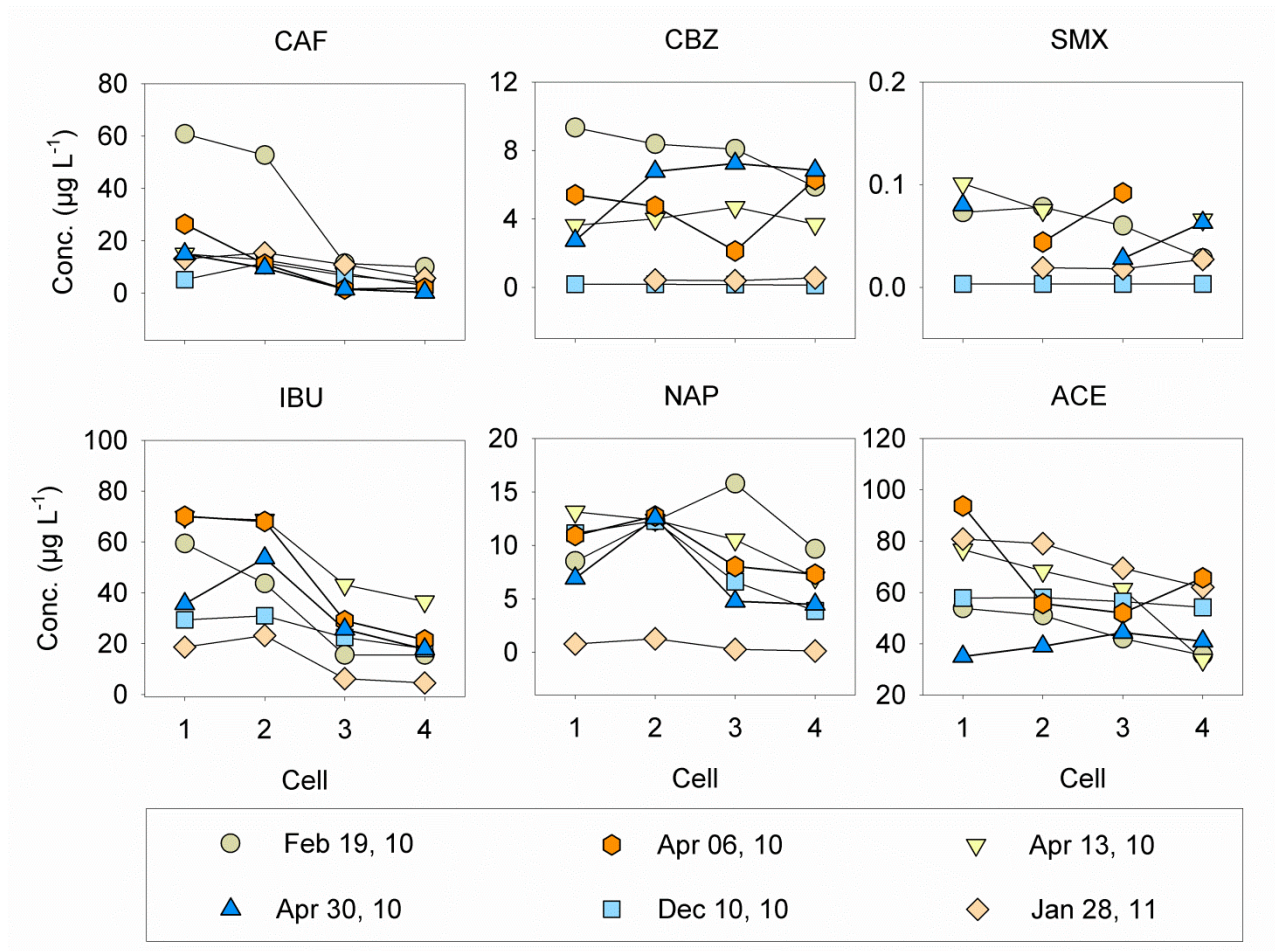 CAF CBZ SMX
80 12 0.2
60
8
40 0.1
4
20
0 0 0.0
Conc. (µg L-1)
IBU NAP ACE
100 20 120
80 15 100
60 10 80
40 5 60
20 0 40
0 20
Conc. (µg L-1)
1 2 3 4 1 2 3 4 1 2 3 4
Cell Cell Cell
Feb 19, 10 Apr 06, 10 Apr 13, 10
Apr 30, 10 Dec 10, 10 Jan 28, 11